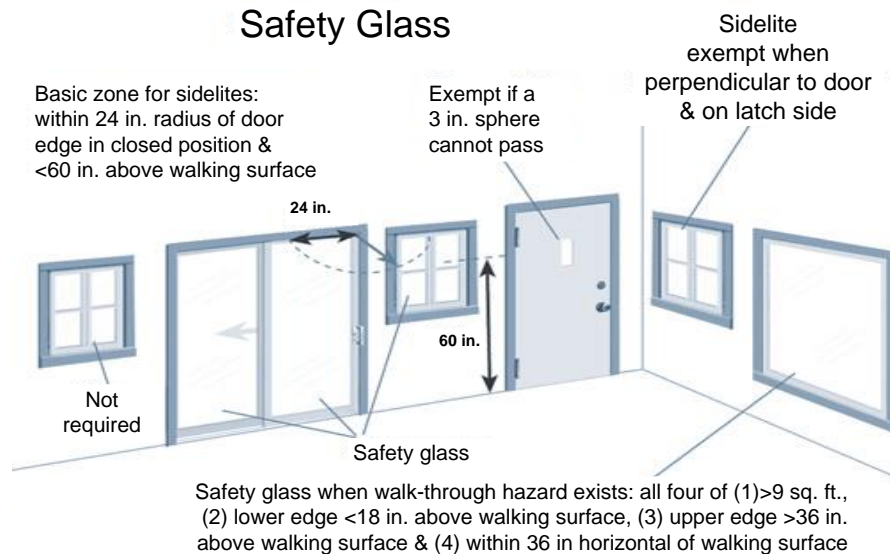 Safety Glass
Sidelite
exempt when
perpendicular to door
& on latch side
Basic zone for sidelites:
within 24 in. radius of door
edge in closed position &
<60 in. above walking surface
Exempt if a
3 in. sphere
cannot pass
24 in.
60 in.
Not
required
Safety glass
Safety glass when walk-through hazard exists: all four of (1)>9 sq. ft.,
(2) lower edge <18 in. above walking surface, (3) upper edge >36 in.
above walking surface & (4) within 36 in horizontal of walking surface